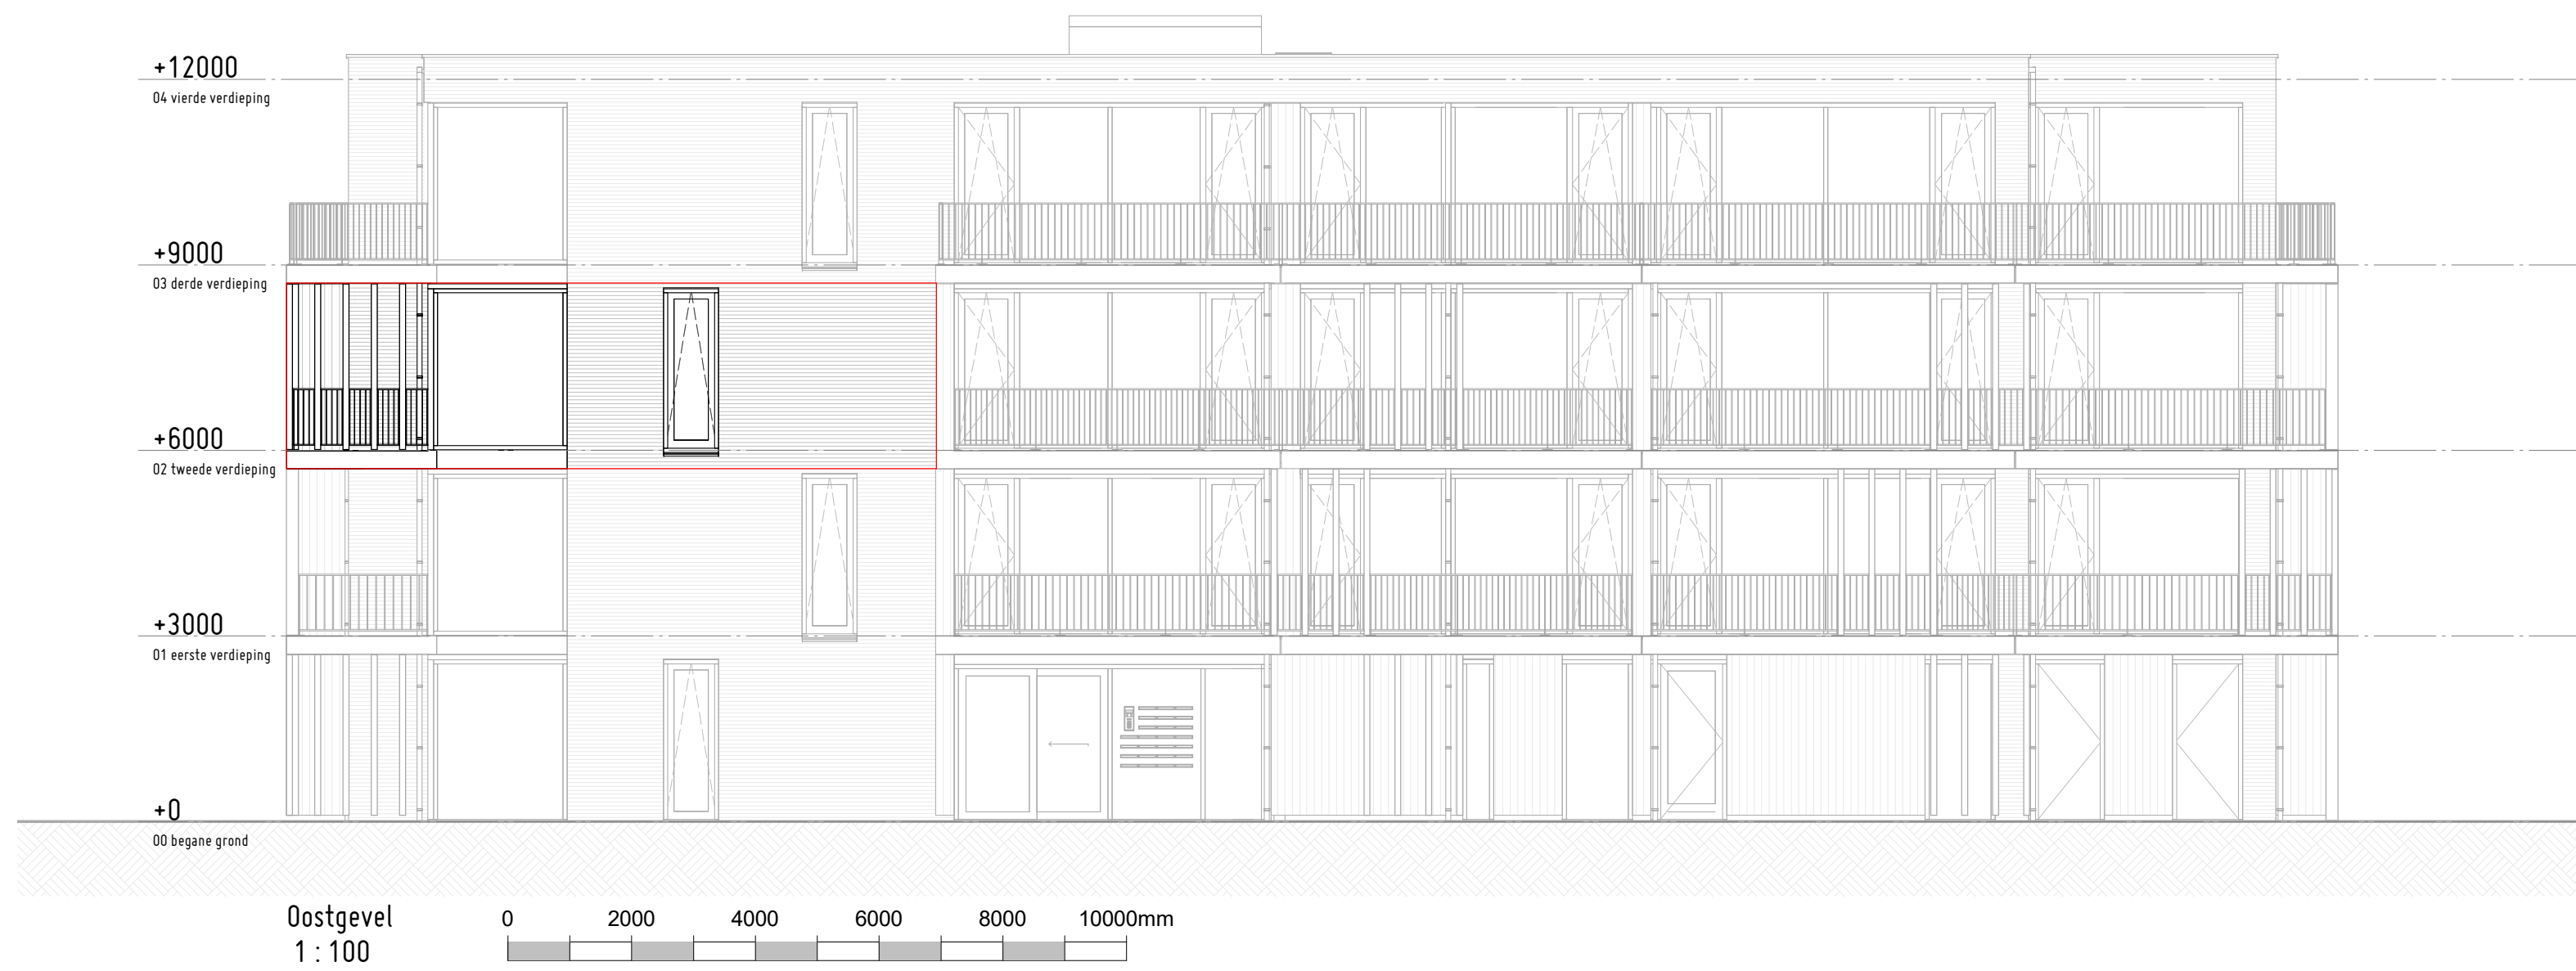 +12000
04 vierde verdieping
+9000
03 derde verdieping
+6000
02 tweede verdieping
+3000
01 eerste verdieping
+0
00 begane grond
Oostgevel
1 : 100
0 2000 4000 6000 8000 10000mm